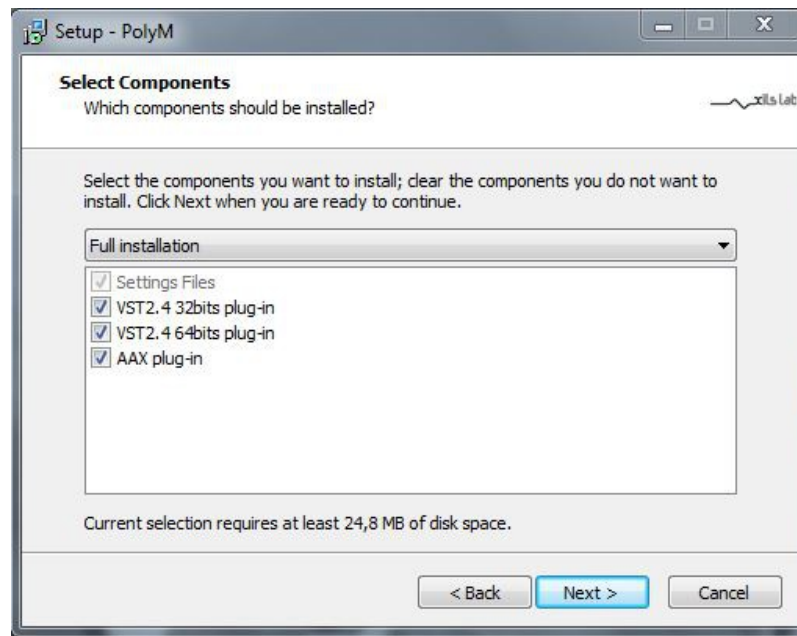 Setup - PolyM
Select Components
Which components should be installed?
xils lab
Select the components you want to install; clear the components you do not want to
install. Click Next when you are ready to continue.
Full installation
Settings Files
VST2.4 32bits plug-in
VST2.4 64bits plug-in
AAX plug-in
Current selection requires at least 24,8 MB of disk space.
< Back
Next >
Cancel